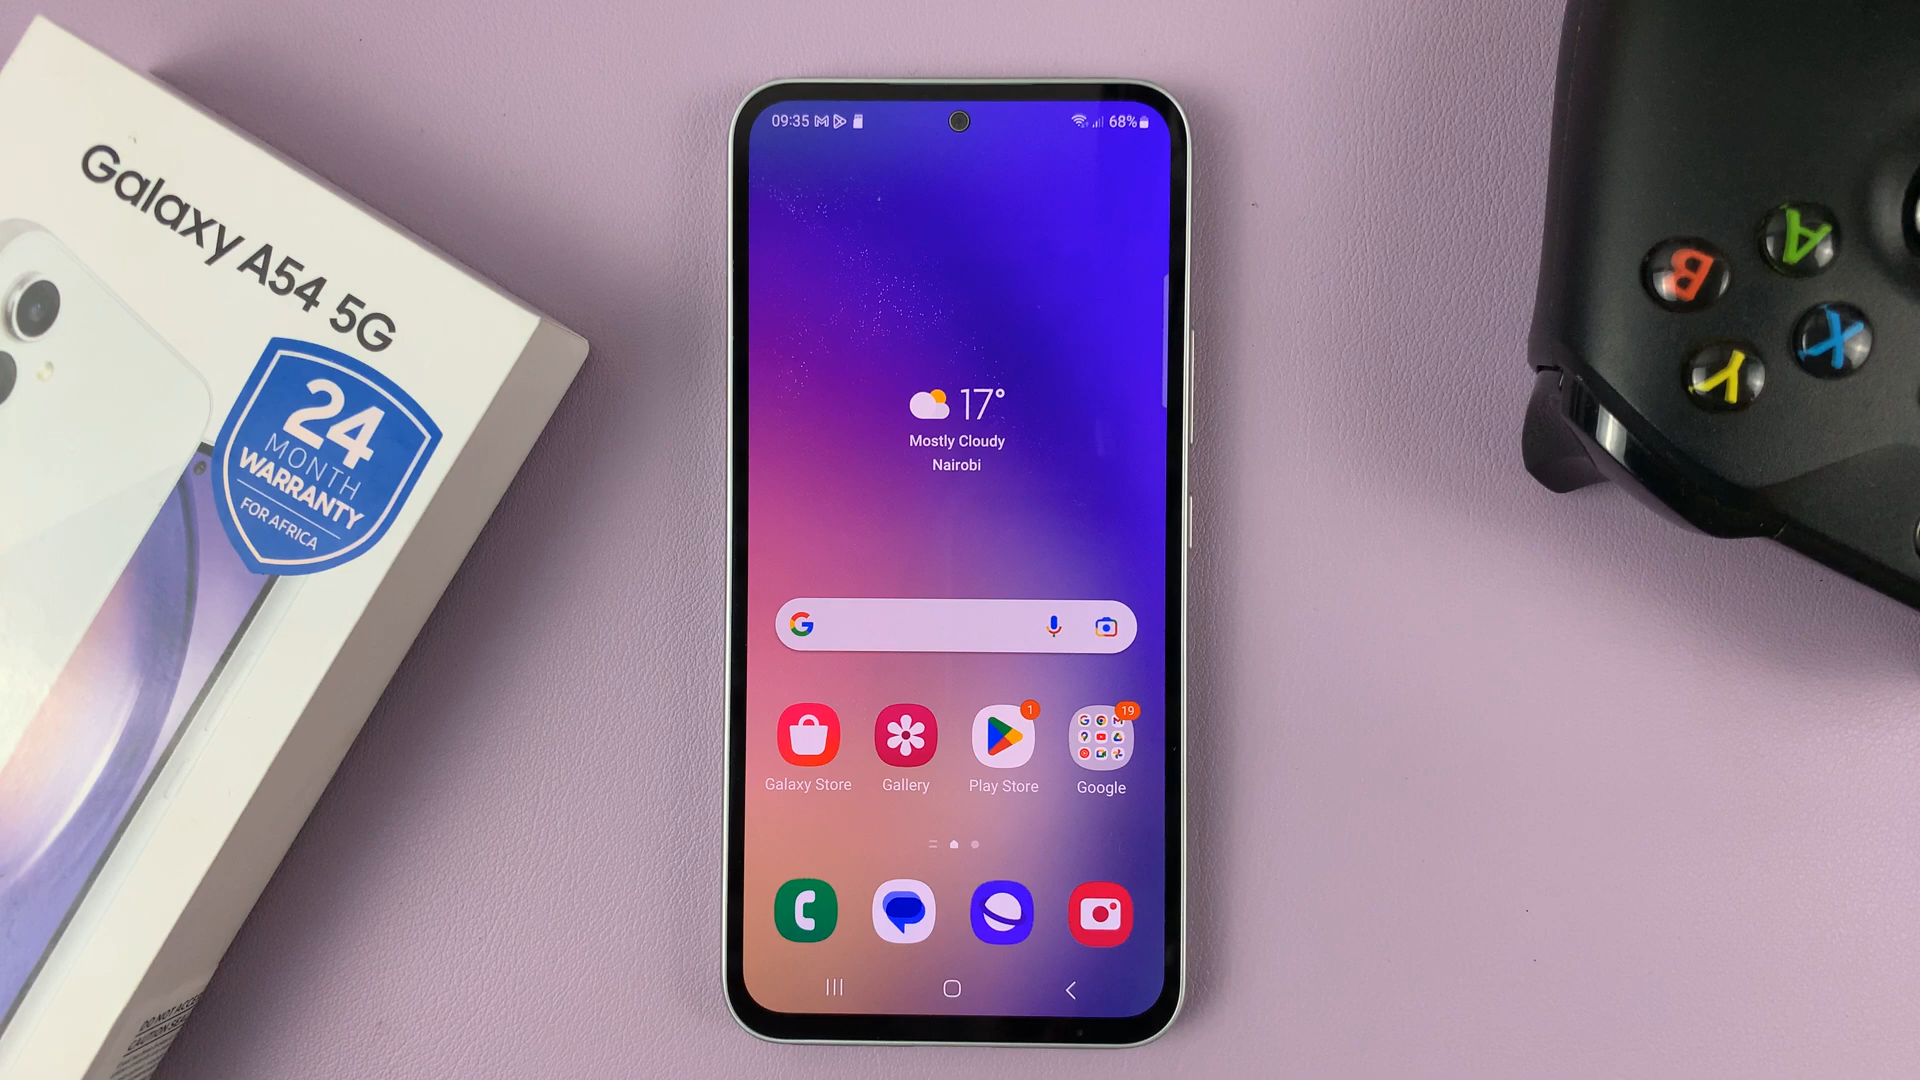 Galaxy A54 5G
24
MONTH
WARRANTY
FOR AFRICA
09:35
68%
17°
Mostly Cloudy
Nairobi
1
19
Galaxy Store
Gallery
Play Store
Google
A
B
X
Y